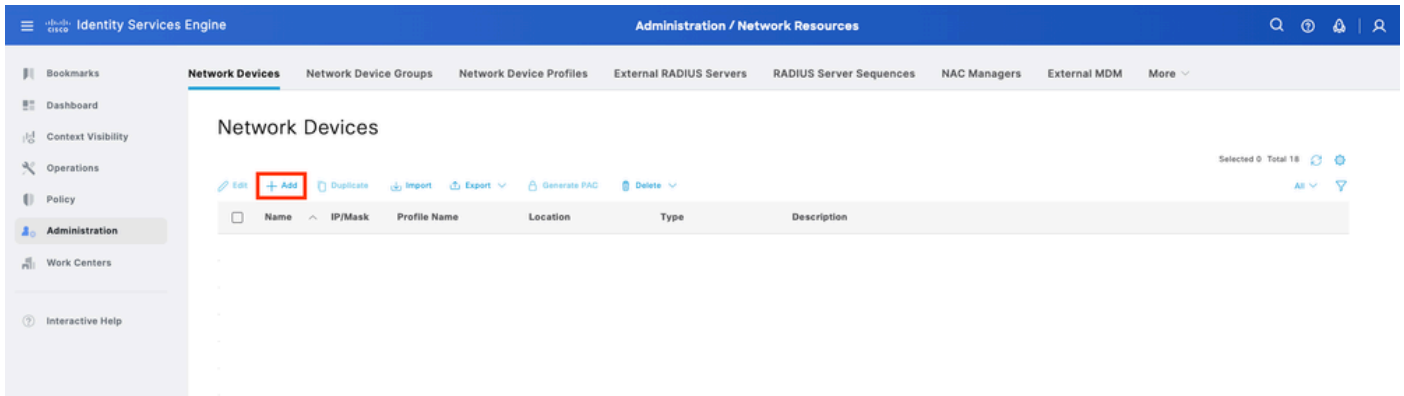 cisco Identity Services Engine
Administration / Network Resources
Bookmarks
Dashboard
Context Visibility
Operations
Policy
Administration
Work Centers
Interactive Help
Network Devices Network Device Groups Network Device Profiles External RADIUS Servers RADIUS Server Sequences NAC Managers External MDM More
Network Devices
Selected 0 Total 18
Edit Add Duplicate Import Export Generate PAC Delete All
Name IP/Mask Profile Name Location Type Description